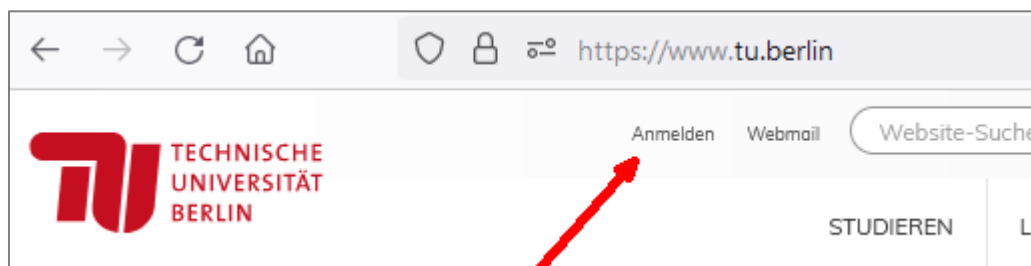 https://www.tu.berlin
Anmelden Webmail Website-Suche
TECHNISCHE
UNIVERSITÄT
BERLIN
STUDIEREN L